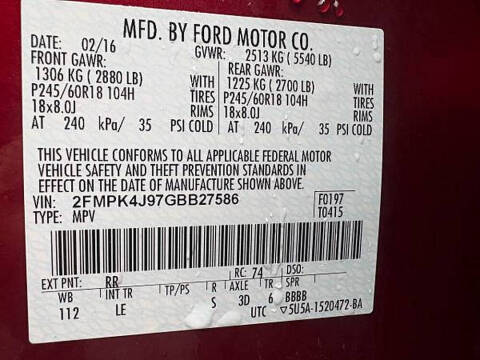 MFD. BY FORD MOTOR CO.
DATE: 02/16 GVWR: 2513 KG ( 5540 LB)
FRONT GAWR: REAR GAWR:
1306 KG ( 2880 LB) WITH 1225 KG ( 2700 LB) WITH
P245/60R18 104H TIRES P245/60R18 104H TIRES
18x8.0J RIMS 18x8.0J RIMS
AT 240 kPa/ 35 PSI COLD AT 240 kPa/ 35 PSI COLD
THIS VEHICLE CONFORMS TO ALL APPLICABLE FEDERAL MOTOR
VEHICLE SAFETY AND THEFT PREVENTION STANDARDS IN
EFFECT ON THE DATE OF MANUFACTURE SHOWN ABOVE.
VIN: 2FMPK4J97GBB27586 F0197
TYPE: MPV T0415
EXT PNT: RR RC: 74 DSO:
WB INT TR TP/PS R AXLE TR SPR
112 LE S 3D 6 BBBB
UTC ▽5U5A-1520472-BA